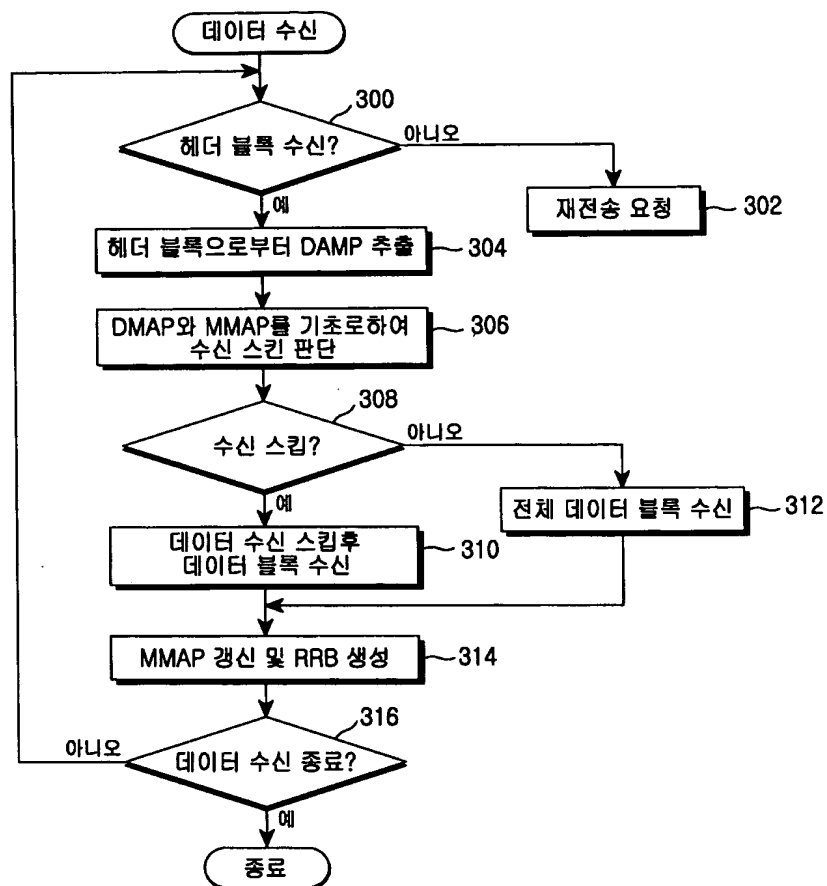 데이터 수신
300
헤더 블록 수신?
아니오
예
재전송 요청
302
헤더 블록으로부터 DAMP 추출
304
DMAP와 MMAP를 기초로하여
수신 스킨 판단
306
308
수신 스킵?
아니오
예
전체 데이터 블록 수신
312
데이터 수신 스킵후
데이터 블록 수신
310
MMAP 갱신 및 RRB 생성
314
316
아니오
데이터 수신 종료?
예
종료